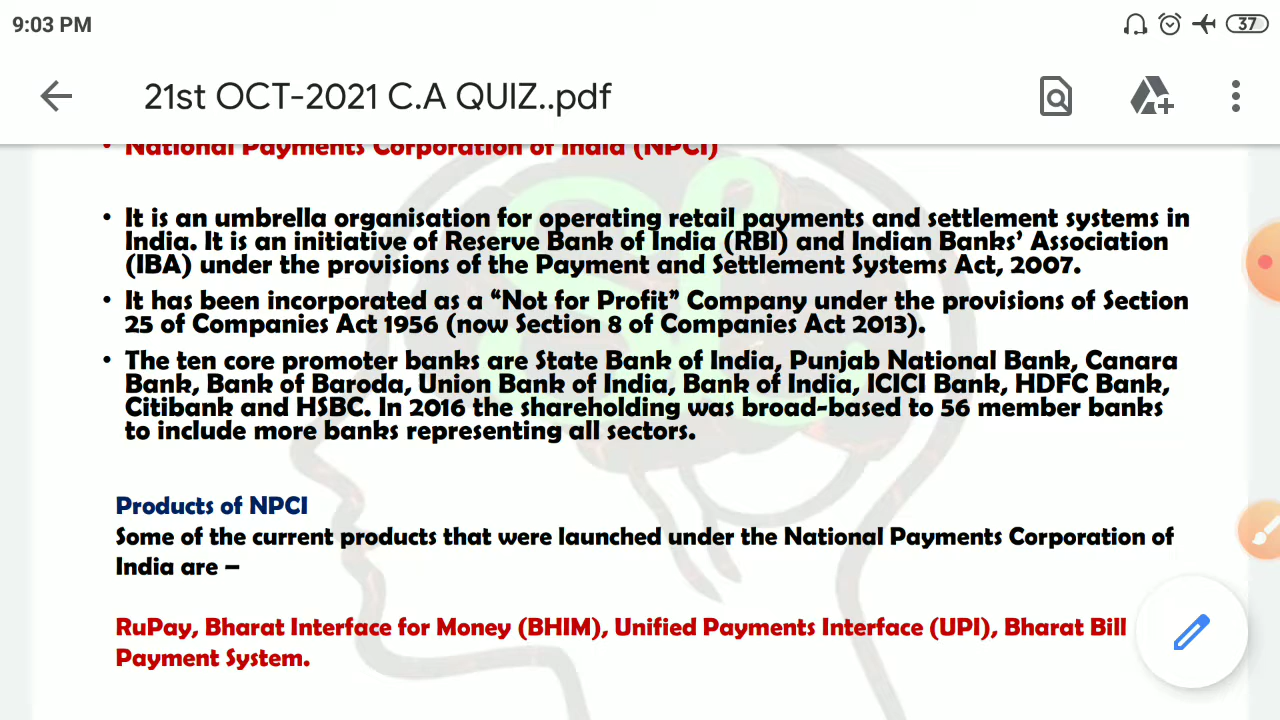 9:03 PM
37
21st OCT-2021 C.A QUIZ..pdf
• National Payments Corporation of India (NPCI)
• It is an umbrella organisation for operating retail payments and settlement systems in
India. It is an initiative of Reserve Bank of India (RBI) and Indian Banks’ Association
(IBA) under the provisions of the Payment and Settlement Systems Act, 2007.
• It has been incorporated as a “Not for Profit” Company under the provisions of Section
25 of Companies Act 1956 (now Section 8 of Companies Act 2013).
• The ten core promoter banks are State Bank of India, Punjab National Bank, Canara
Bank, Bank of Baroda, Union Bank of India, Bank of India, ICICI Bank, HDFC Bank,
Citibank and HSBC. In 2016 the shareholding was broad-based to 56 member banks
to include more banks representing all sectors.
Products of NPCI
Some of the current products that were launched under the National Payments Corporation of
India are –
RuPay, Bharat Interface for Money (BHIM), Unified Payments Interface (UPI), Bharat Bill
Payment System.